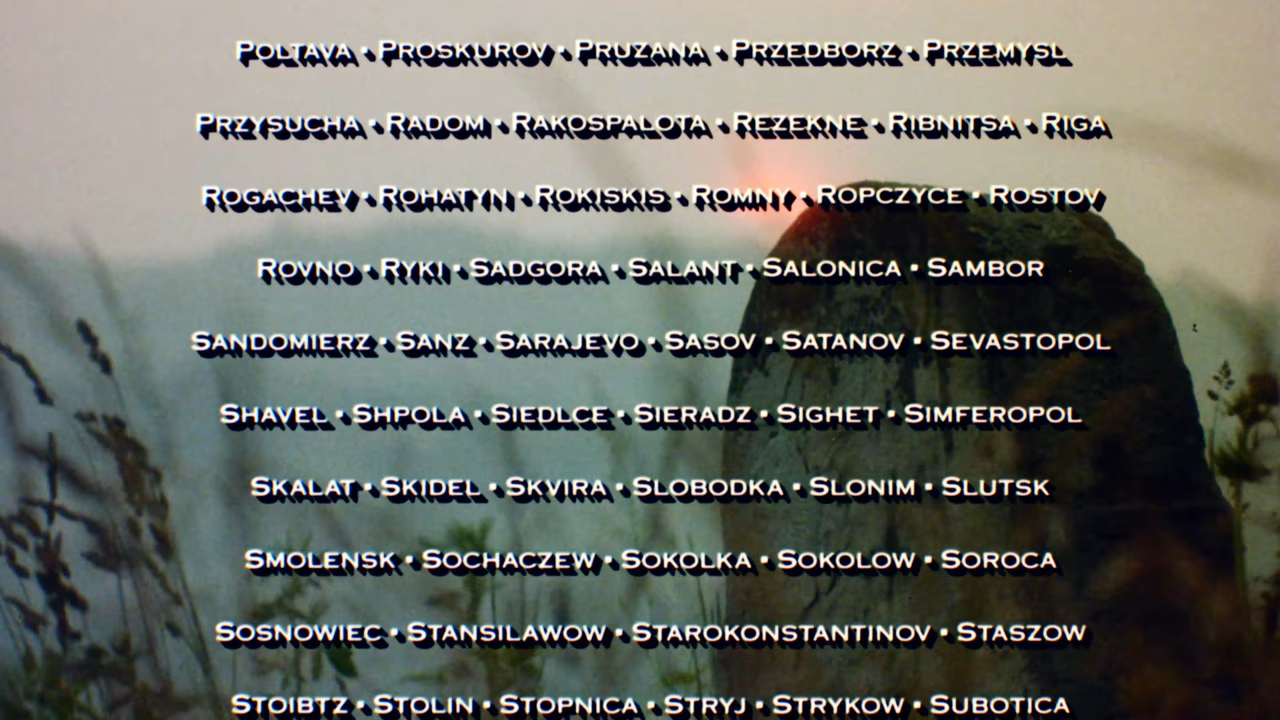 POLTAVA • PROSKUROV • PRUZANA • PRZEDBORZ • PRZEMYSL
PRZYSUCHA • RADOM • RAKOSPALOTA • REZEKNE • RIBNITSA • RIGA
ROGACHEV • ROHATYN • ROKISKIS • ROMNY • ROPCZYCE • ROSTOV
ROVNO • RYKI • SADGORA • SALANT • SALONICA • SAMBOR
SANDOMIERZ • SANZ • SARAJEVO • SASOV • SATANOV • SEVASTOPOL
SHAVEL • SHPOLA • SIEDLCE • SIERADZ • SIGHET • SIMFEROPOL
SKALAT • SKIDEL • SKVIRA • SLOBODKA • SLONIM • SLUTSK
SMOLENSK • SOCHACZEW • SOKOLKA • SOKOLOW • SOROCA
SOSNOWIEC • STANSILAWOW • STAROKONSTANTINOV • STASZOW
STOIBTZ • STOLIN • STOPNICA • STRYJ • STRYKOW • SUBOTICA